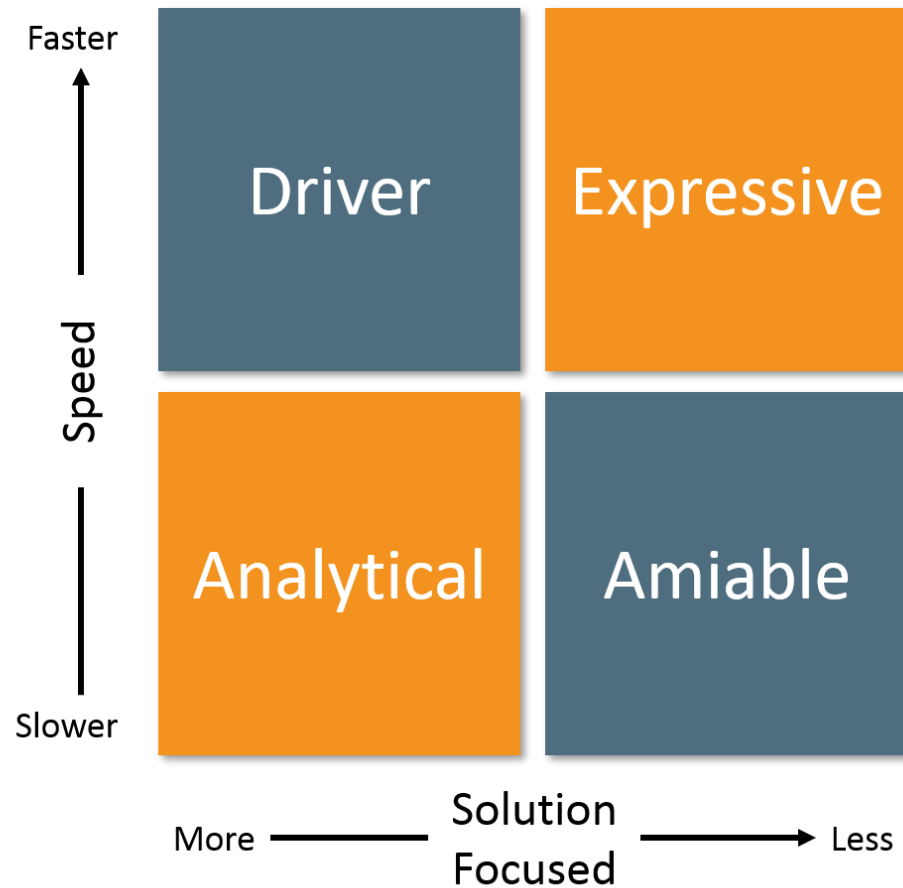 Faster
Driver
Expressive
Speed
Analytical
Amiable
Slower
More
Solution
Focused
Less